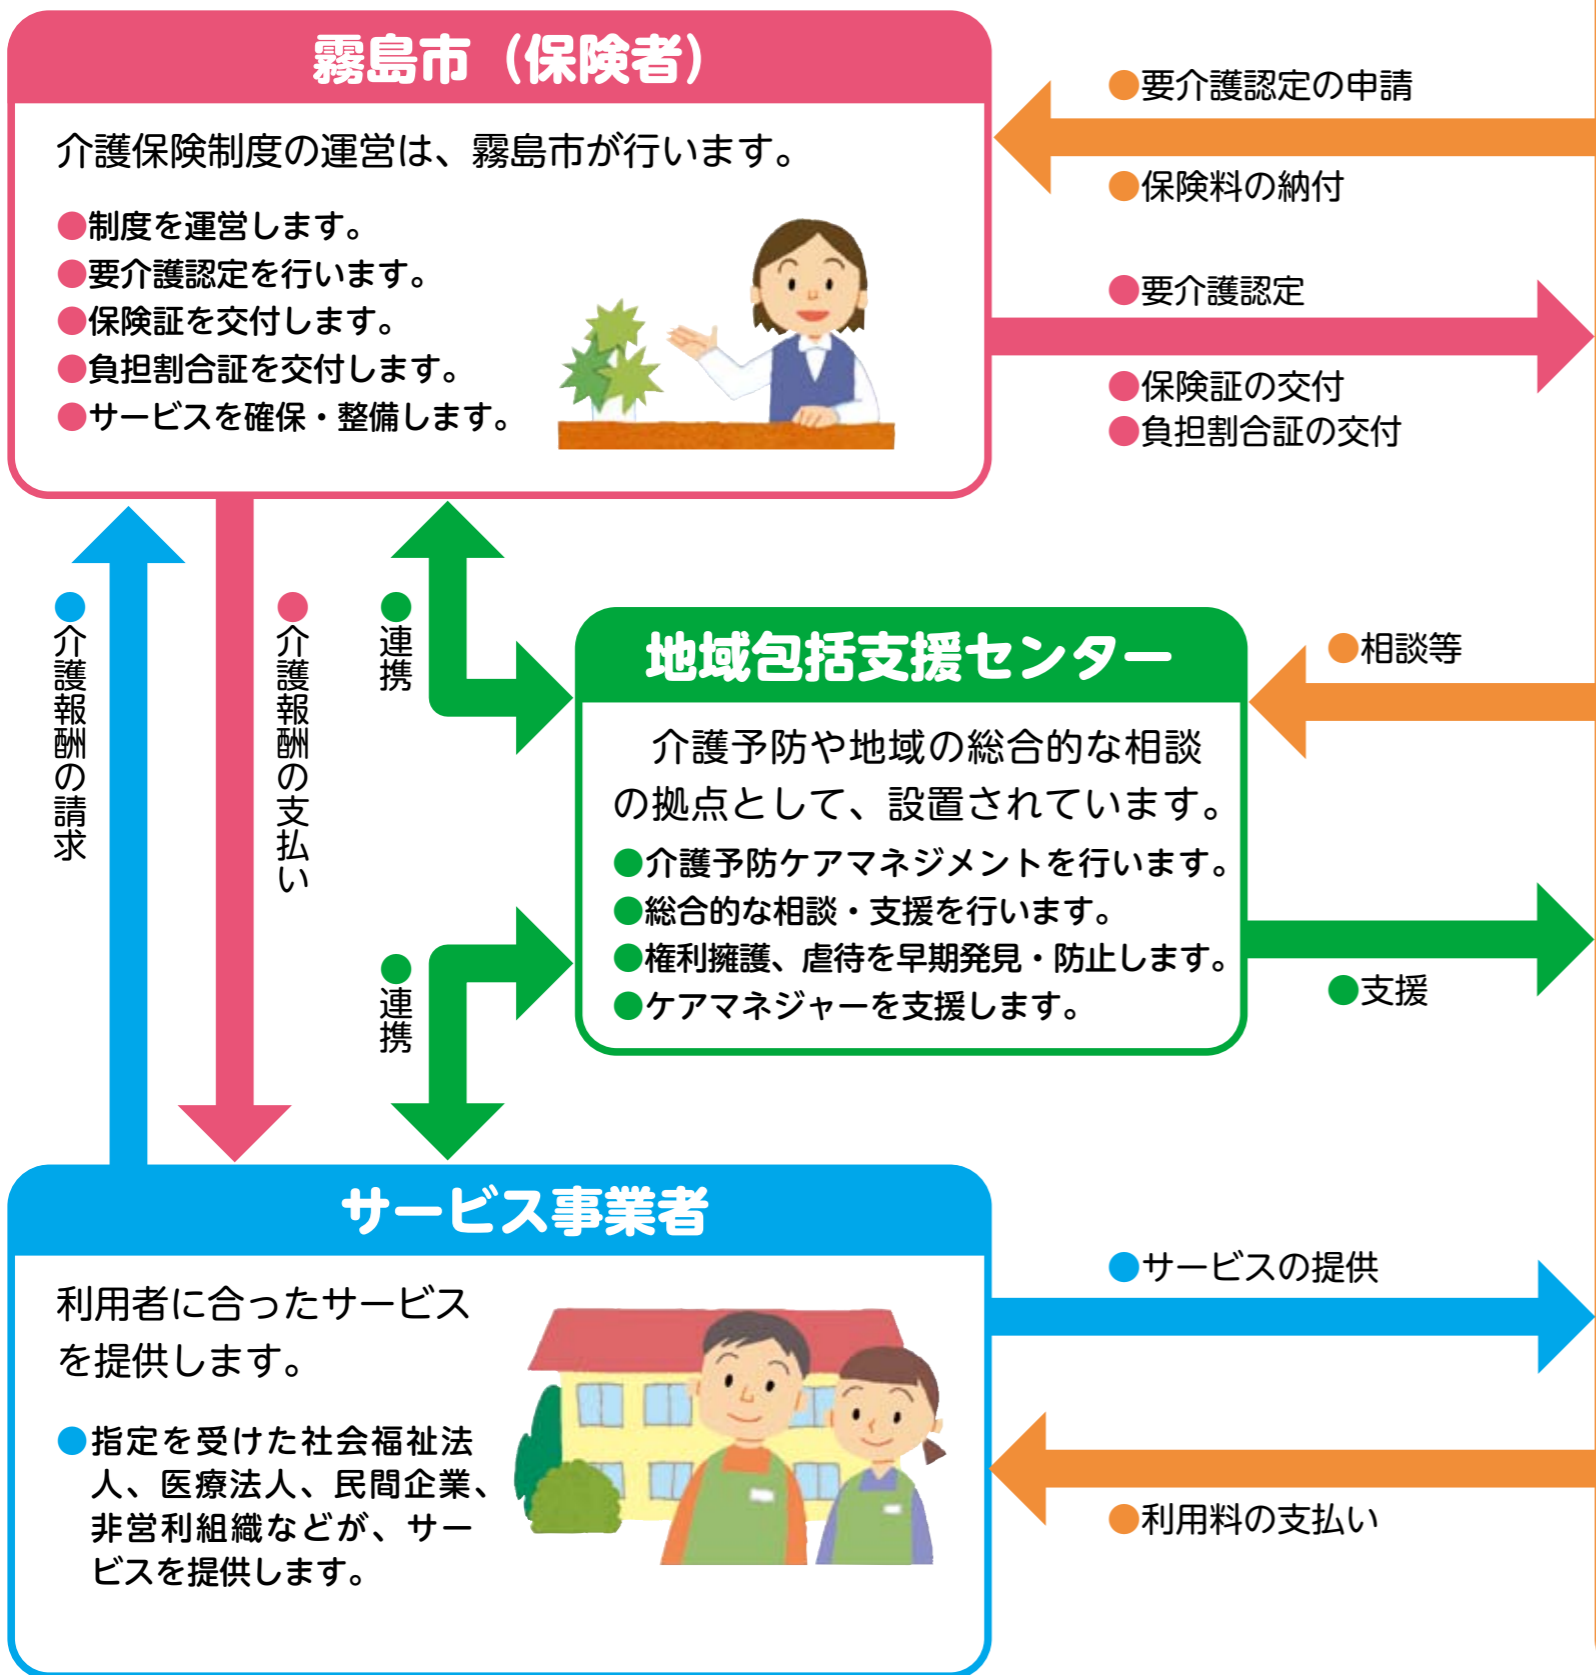 霧島市（保険者）
介護保険制度の運営は、霧島市が行います。
●制度を運営します。
●要介護認定を行います。
●保険証を交付します。
●負担割合証を交付します。
●サービスを確保・整備します。
●要介護認定の申請
●保険料の納付
●要介護認定
●保険証の交付
●負担割合証の交付
●介護報酬の請求
●介護報酬の支払い
●連携
地域包括支援センター
介護予防や地域の総合的な相談
の拠点として、設置されています。
●介護予防ケアマネジメントを行います。
●総合的な相談・支援を行います。
●権利擁護、虐待を早期発見・防止します。
●ケアマネジャーを支援します。
●相談等
●支援
●連携
サービス事業者
利用者に合ったサービス
を提供します。
●指定を受けた社会福祉法
人、医療法人、民間企業、
非営利組織などが、サー
ビスを提供します。
●サービスの提供
●利用料の支払い